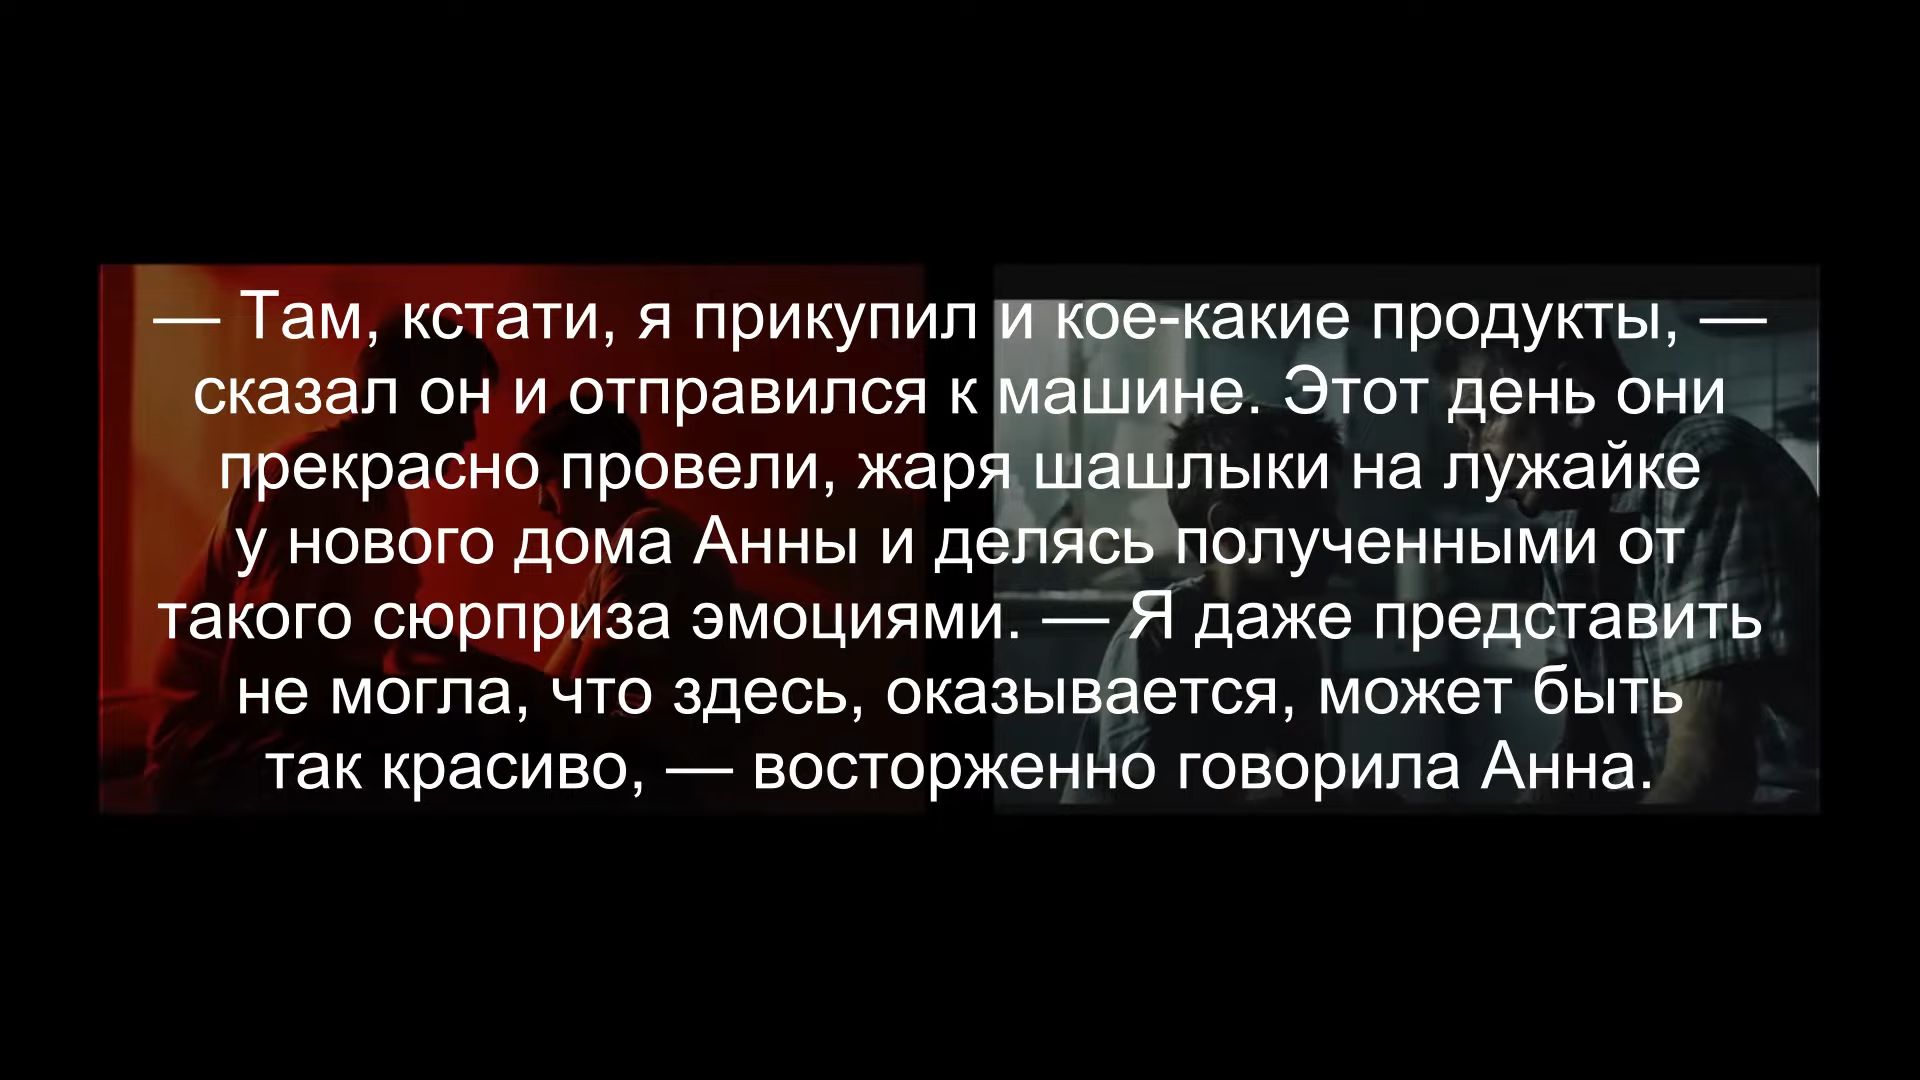 — Там, кстати, я прикупил и кое-какие продукты, —
сказал он и отправился к машине. Этот день они
прекрасно провели, жаря шашлыки на лужайке
у нового дома Анны и делясь полученными от
такого сюрприза эмоциями. — Я даже представить
не могла, что здесь, оказывается, может быть
так красиво, — восторженно говорила Анна.